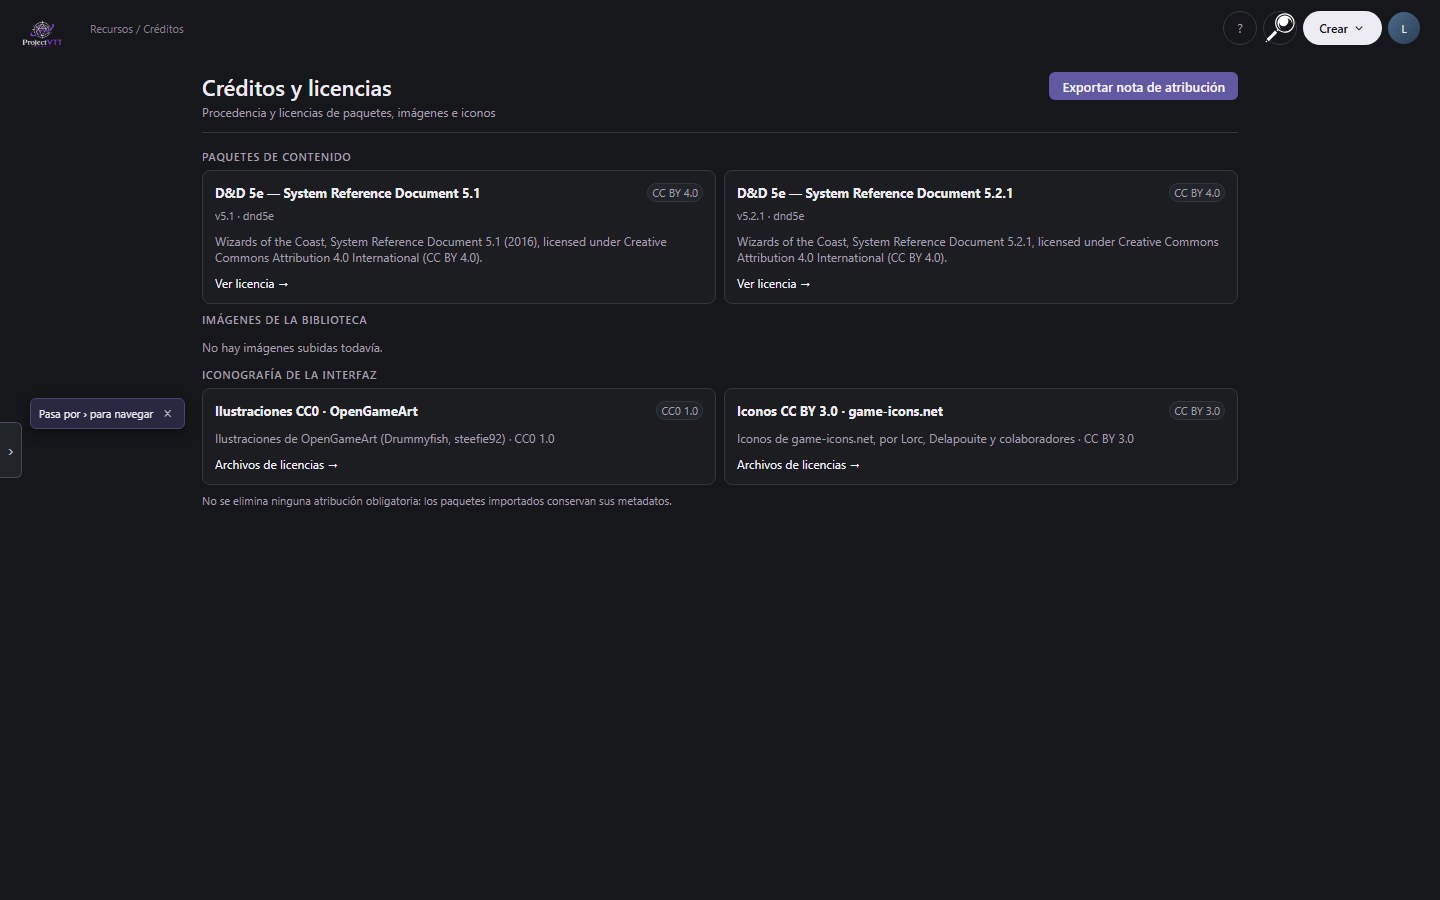 ProjectVTT
Recursos / Créditos
?
Crear
L
Créditos y licencias
Exportar nota de atribución
Procedencia y licencias de paquetes, imágenes e iconos
PAQUETES DE CONTENIDO
D&D 5e — System Reference Document 5.1
CC BY 4.0
v5.1 · dnd5e
Wizards of the Coast, System Reference Document 5.1 (2016), licensed under Creative
Commons Attribution 4.0 International (CC BY 4.0).
Ver licencia →
D&D 5e — System Reference Document 5.2.1
CC BY 4.0
v5.2.1 · dnd5e
Wizards of the Coast, System Reference Document 5.2.1, licensed under Creative Commons
Attribution 4.0 International (CC BY 4.0).
Ver licencia →
IMÁGENES DE LA BIBLIOTECA
No hay imágenes subidas todavía.
ICONOGRAFÍA DE LA INTERFAZ
Ilustraciones CC0 · OpenGameArt
CC0 1.0
Ilustraciones de OpenGameArt (Drummyfish, steefie92) · CC0 1.0
Archivos de licencias →
Iconos CC BY 3.0 · game-icons.net
CC BY 3.0
Iconos de game-icons.net, por Lorc, Delapouite y colaboradores · CC BY 3.0
Archivos de licencias →
Pasa por › para navegar ×
›
No se elimina ninguna atribución obligatoria: los paquetes importados conservan sus metadatos.